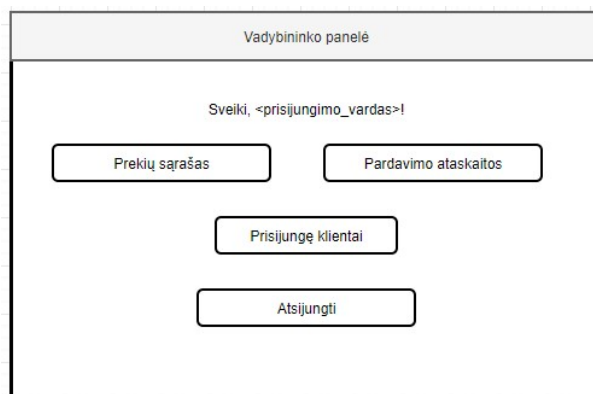 Vadybininko panelė
Sveiki, <prisijungimo_vardas>!
Prekių sąrašas
Pardavimo ataskaitos
Prisijungę klientai
Atsijungti